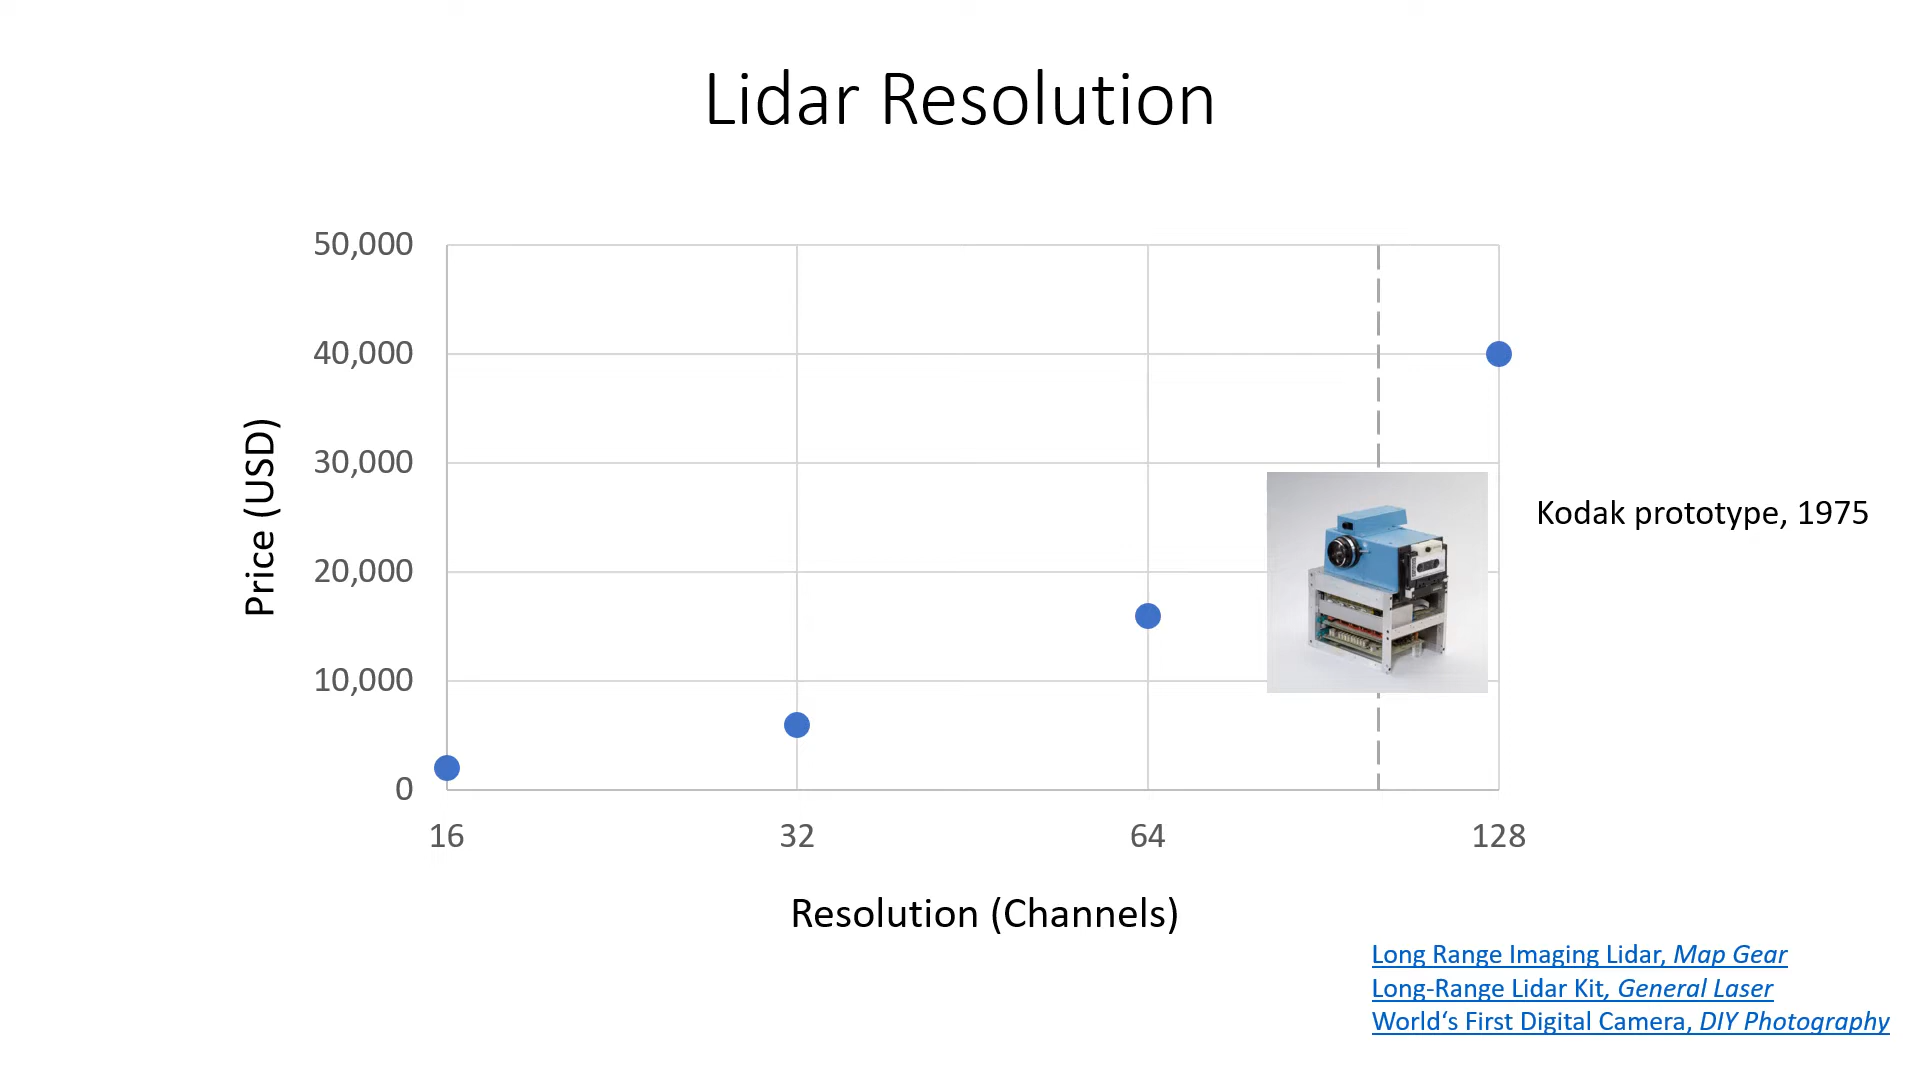 Lidar Resolution
50,000
40,000
30,000
20,000
10,000
0
Price (USD)
16 32 64 128
Resolution (Channels)
Kodak prototype, 1975
Long Range Imaging Lidar, Map Gear
Long-Range Lidar Kit, General Laser
World‘s First Digital Camera, DIY Photography